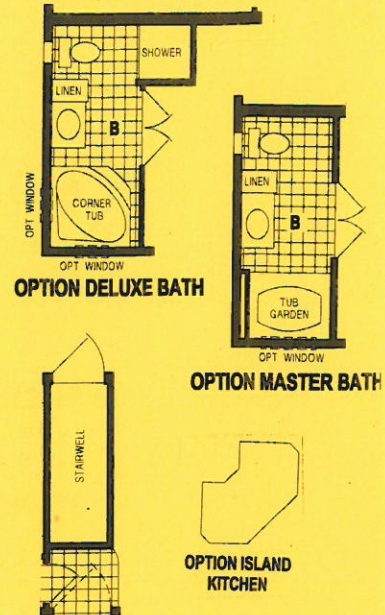 SHOWER
LINEN
B
CORNER
TUB
OPT WINDOW
OPT WINDOW
OPTION DELUXE BATH
LINEN
B
TUB
GARDEN
OPT WINDOW
OPTION MASTER BATH
STAIRWELL
OPTION ISLAND
KITCHEN